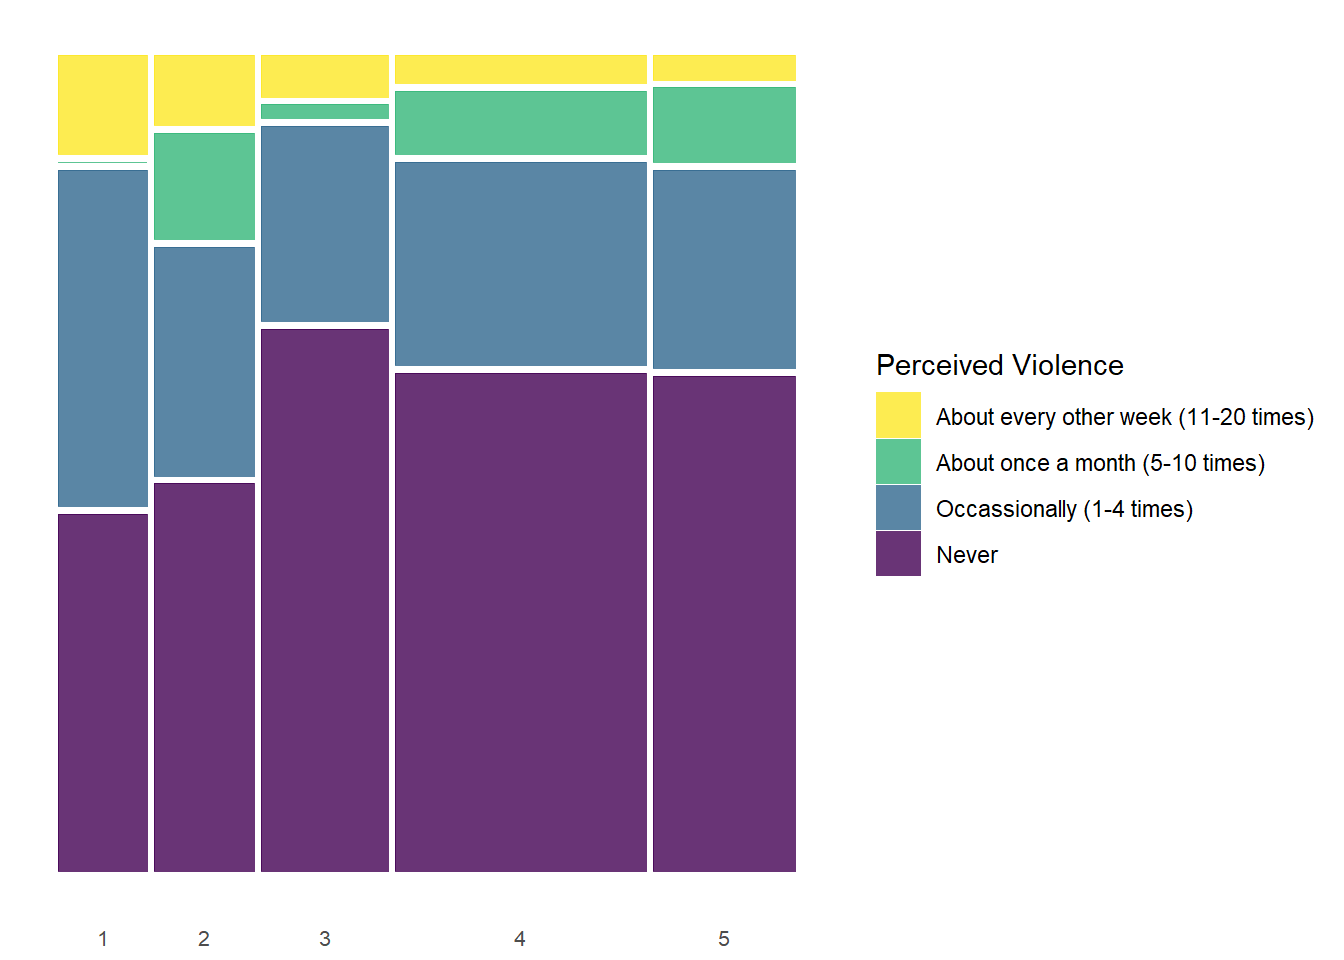 Perceived Violence
About every other week (11-20 times)
About once a month (5-10 times)
Occassionally (1-4 times)
Never
1 2 3 4 5